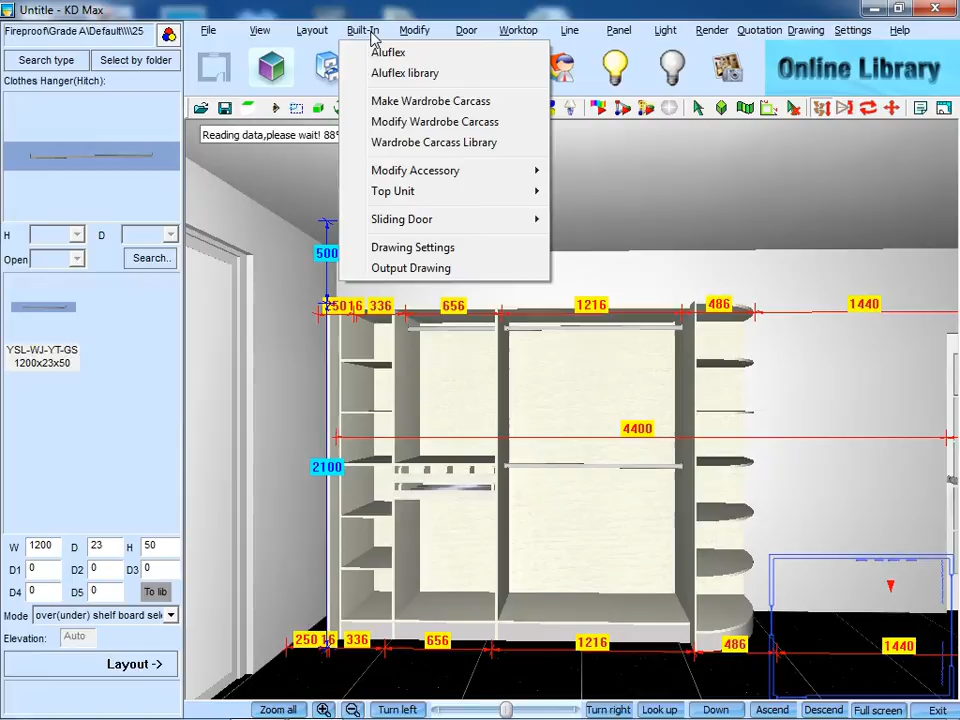 Untitle - KD Max
Fireproof\Grade A\Default\\\\25
Search type
Select by folder
Clothes Hanger(Hitch):
H
D
Open
Search..
YSL-WJ-YT-GS
1200x23x50
W 1200 D 23 H 50
D1 0 D2 0 D3 0
D4 0 D5 0 To lib
Mode over(under) shelf board sel
Elevation: Auto
Layout ->
File View Layout Built-In Modify Door Worktop Line Panel Light Render Quotation Drawing Settings Help
Online Library
Reading data,please wait! 88%
Aluflex
Aluflex library
Make Wardrobe Carcass
Modify Wardrobe Carcass
Wardrobe Carcass Library
Modify Accessory
Top Unit
Sliding Door
Drawing Settings
Output Drawing
500
25016 336 656 1216 486 1440
4400
2100
250 16 336 656 1216 486 1440
Zoom all Turn left Turn right Look up Down Ascend Descend Full screen Exit